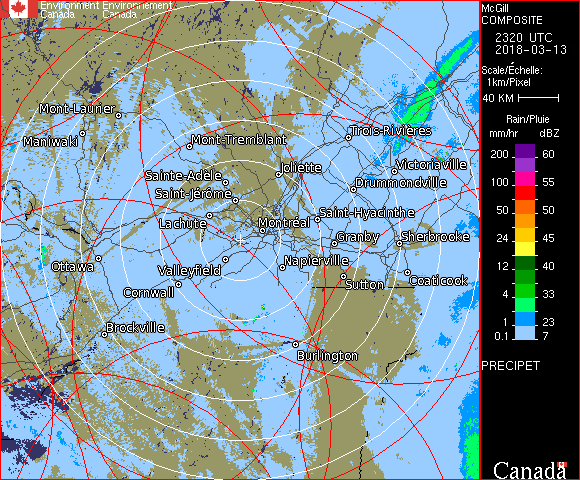 Environment Environnement
Canada Canada
McGill
COMPOSITE
2320 UTC
2018-03-13
Scale/Échelle:
1km/Pixel
40 KM
Rain/Pluie
mm/hr dBZ
200 60
100 55
50 50
24 45
12 40
4 33
1 23
0.1 7
PRECIPET
Canada
Mont-Laurier
Maniwaki
Mont-Tremblant
Trois-Rivières
Joliette
Victoriaville
Sainte-Adèle
Drummondville
Saint-Jérôme
Saint-Hyacinthe
Lachute
Montréal
Granby
Sherbrooke
Ottawa
Valleyfield
Napierville
Coaticook
Cornwall
Sutton
Brockville
Burlington